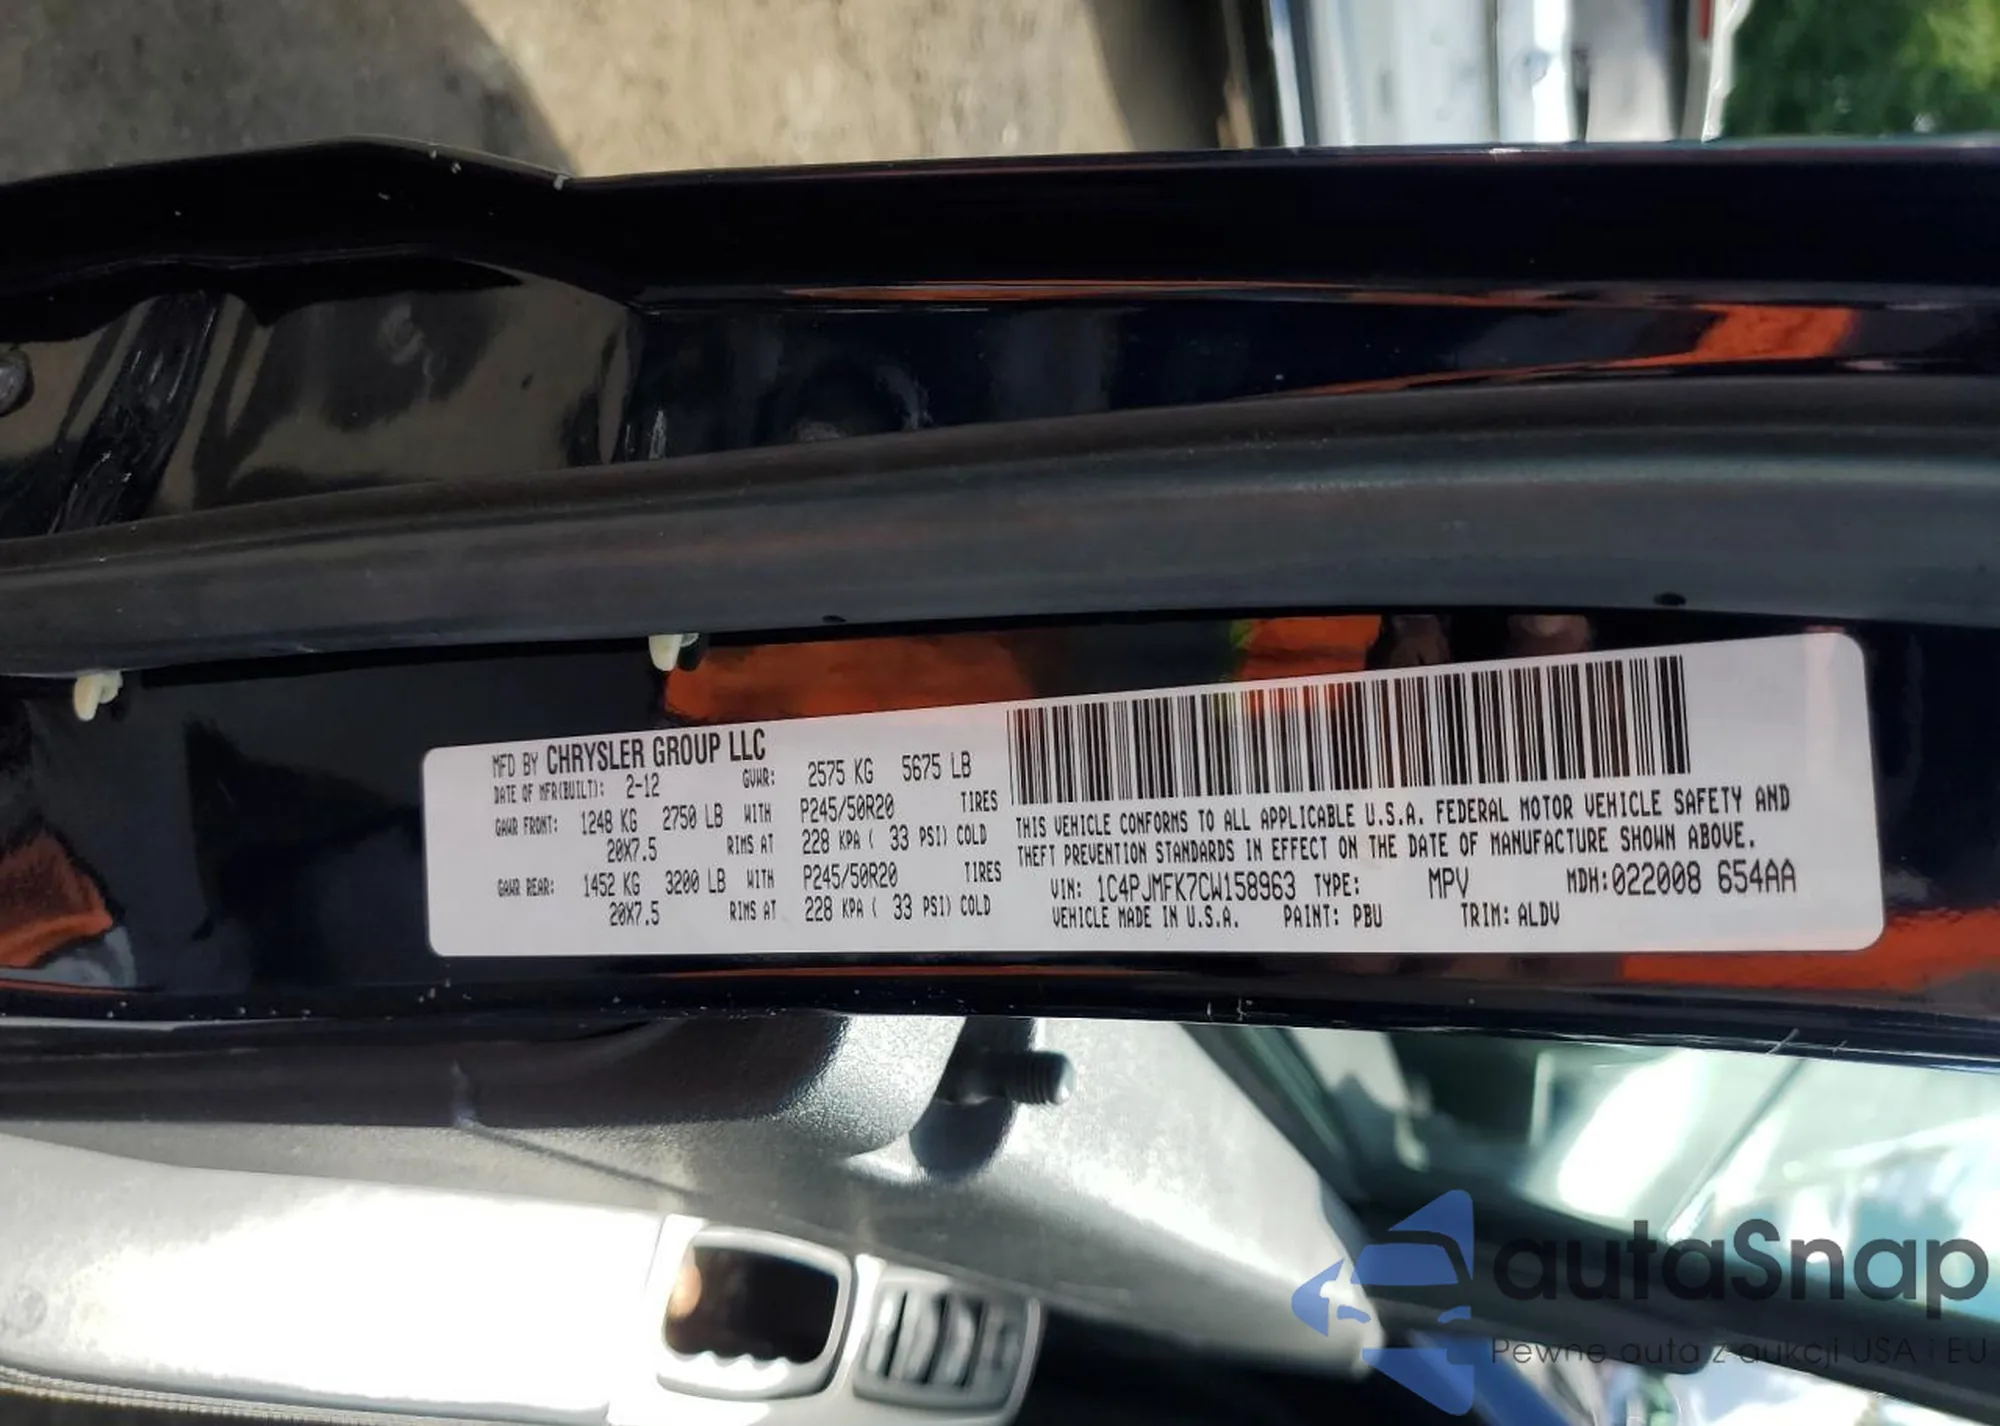 MFD BY CHRYSLER GROUP LLC
DATE OF MFR(BUILT): 2-12 GVWR: 2575 KG 5675 LB
GAWR FRONT: 1248 KG 2750 LB WITH P245/50R20 TIRES
20X7.5 RIMS AT 228 KPA ( 33 PSI) COLD
GAWR REAR: 1452 KG 3200 LB WITH P245/50R20 TIRES
20X7.5 RIMS AT 228 KPA ( 33 PSI) COLD
THIS VEHICLE CONFORMS TO ALL APPLICABLE U.S.A. FEDERAL MOTOR VEHICLE SAFETY AND
THEFT PREVENTION STANDARDS IN EFFECT ON THE DATE OF MANUFACTURE SHOWN ABOVE.
VIN: 1C4PJMFK7CW158963 TYPE: MPV MDH:022008 654AA
VEHICLE MADE IN U.S.A. PAINT: PBU TRIM: ALDV
autaSnap
Pewne auta z aukcji USA i EU